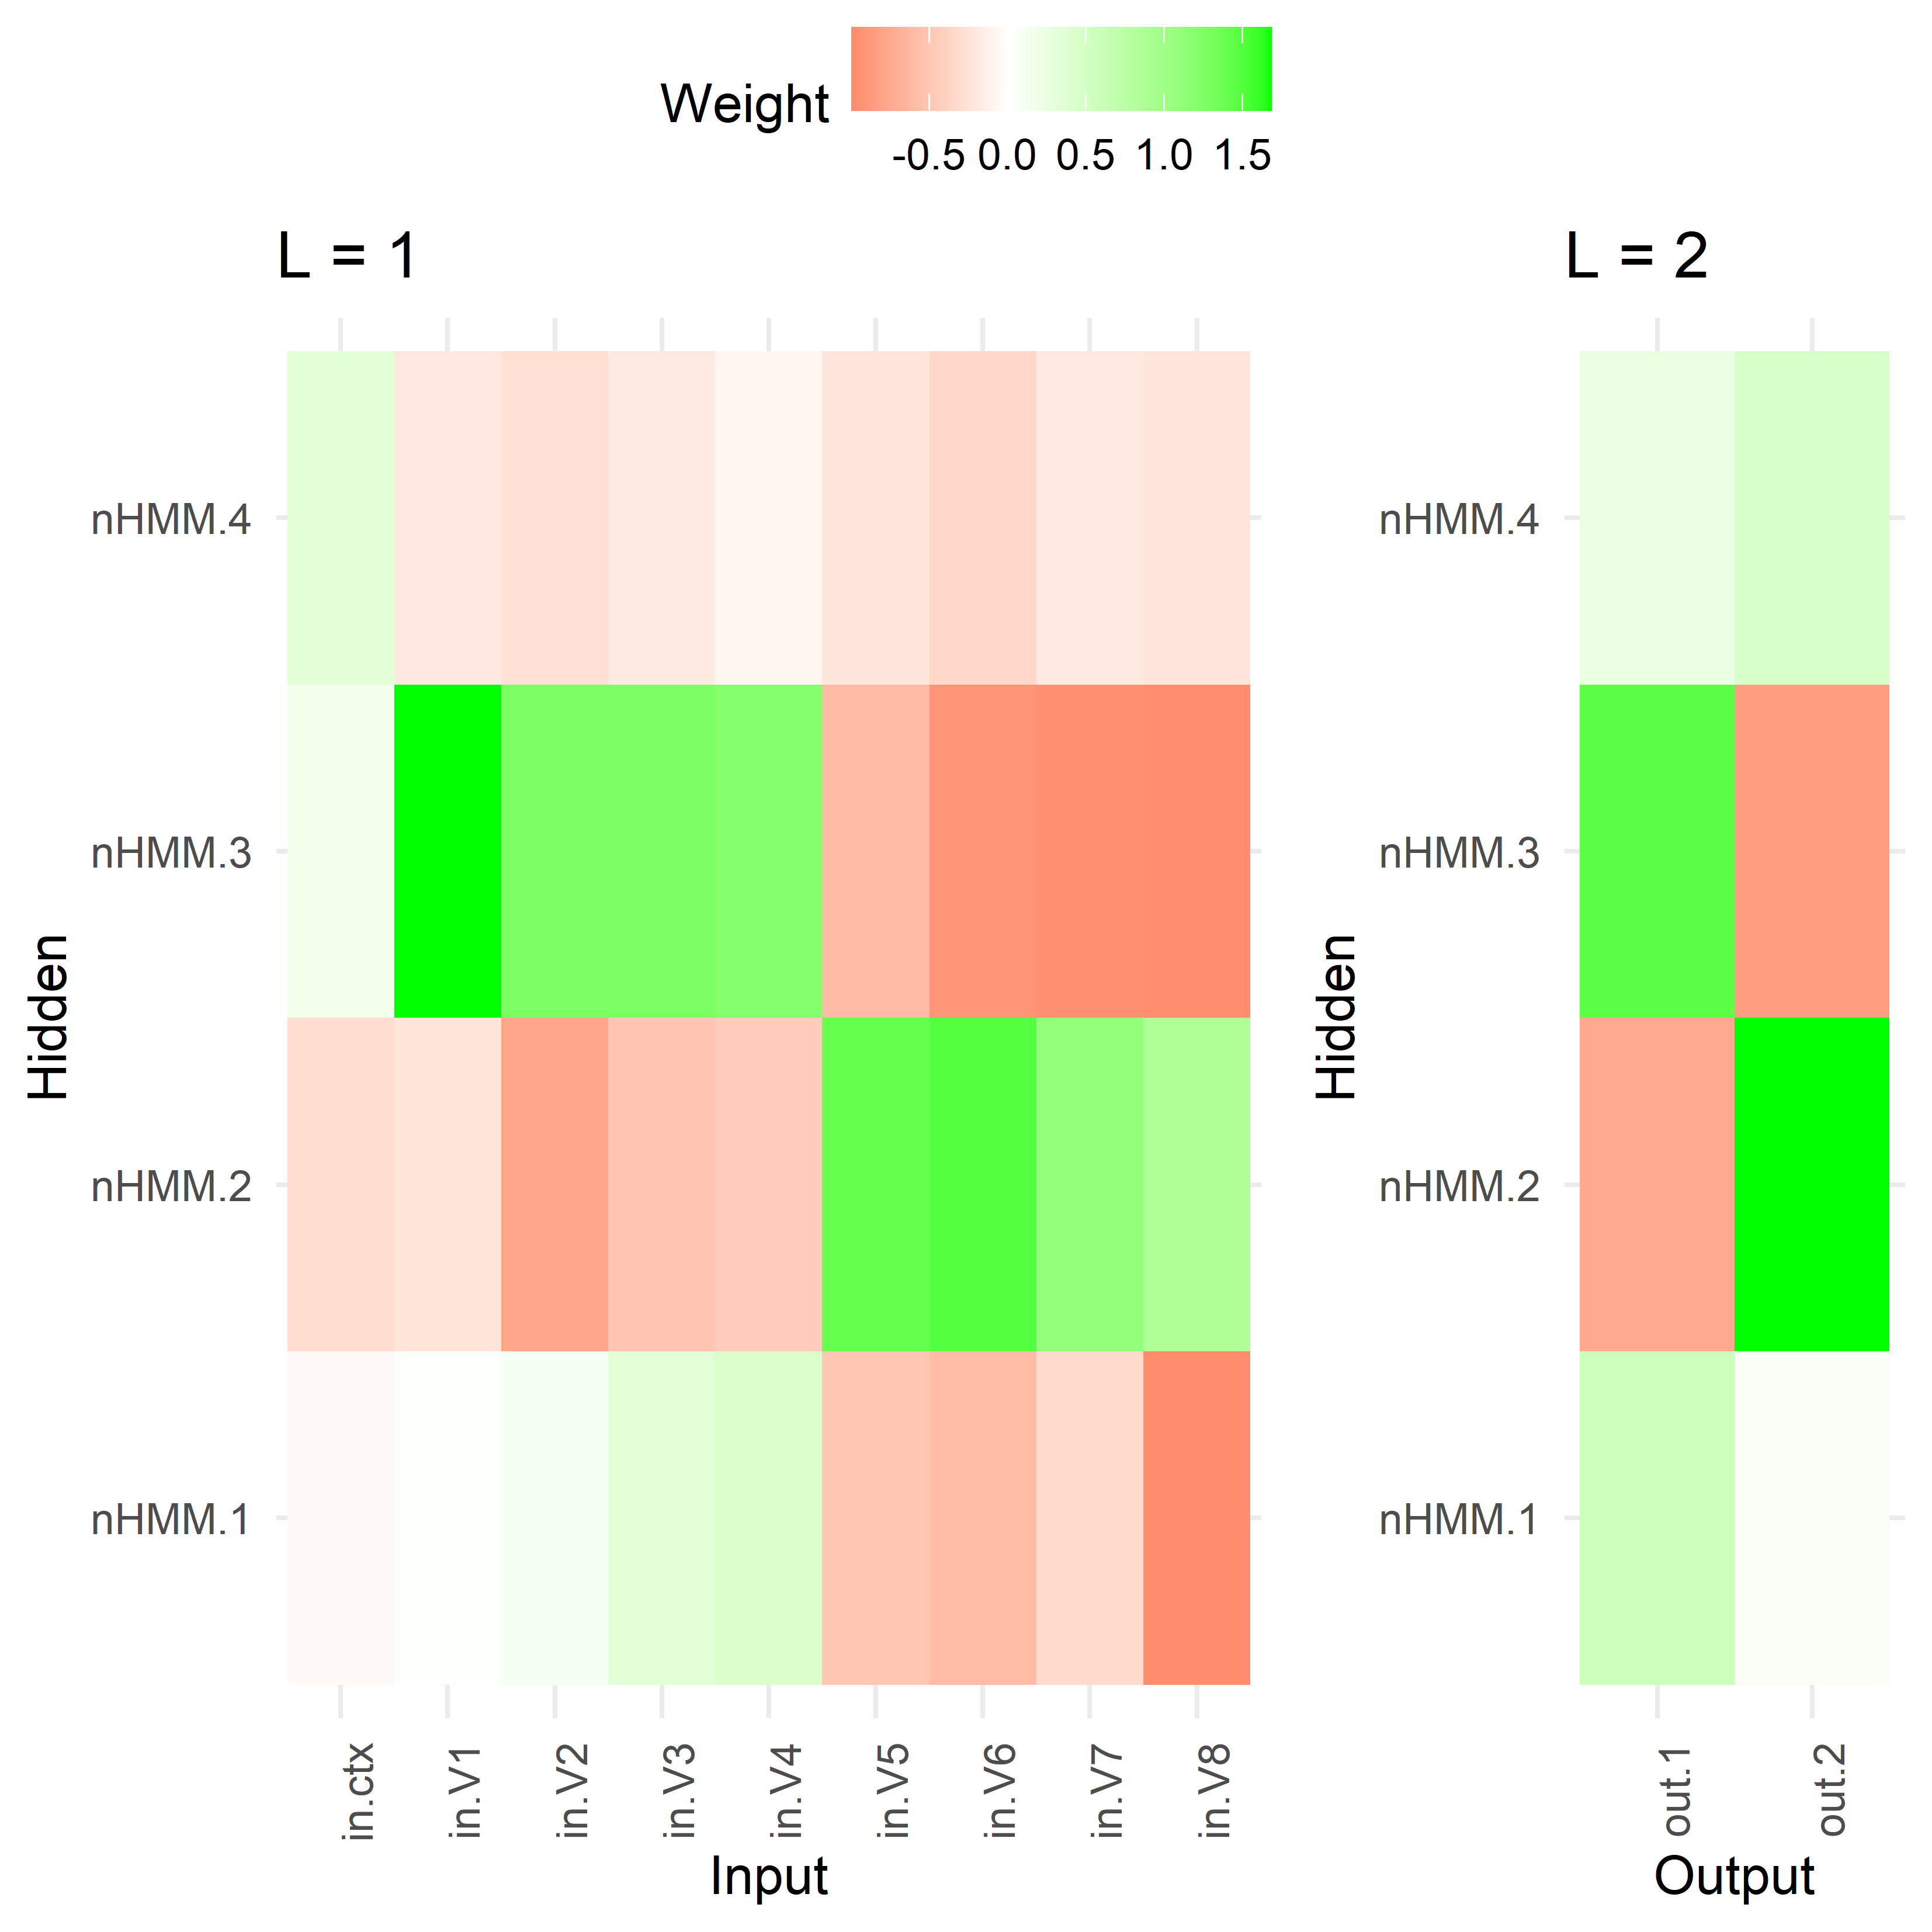 Weight
-0.5 0.0 0.5 1.0 1.5
L = 1
L = 2
Hidden
nHMM.4
nHMM.3
nHMM.2
nHMM.1
in.ctx in.V1 in.V2 in.V3 in.V4 in.V5 in.V6 in.V7 in.V8
Input
Hidden
nHMM.4
nHMM.3
nHMM.2
nHMM.1
out.1 out.2
Output